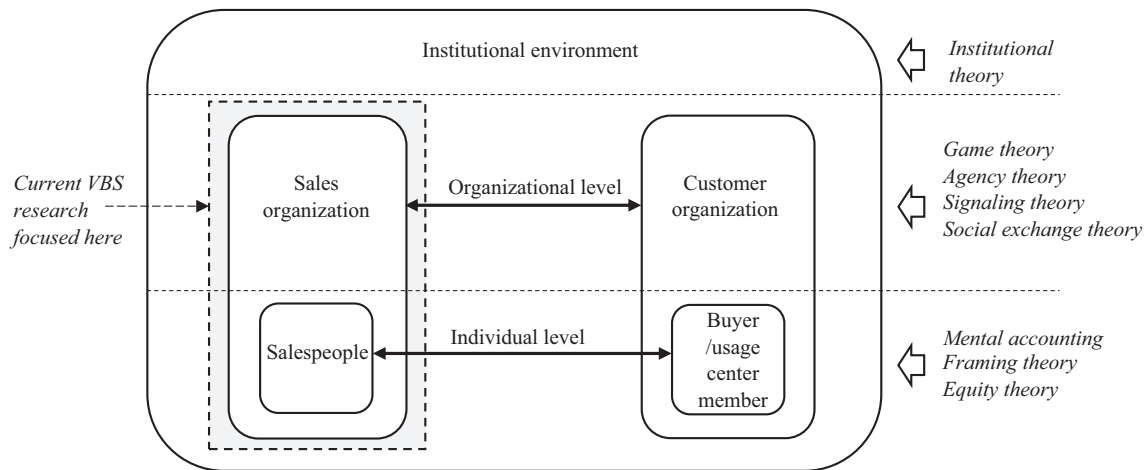 Institutional environment
Institutional
theory
Current VBS
research
focused here
Sales
organization
Organizational level
Customer
organization
Game theory
Agency theory
Signaling theory
Social exchange theory
Salespeople
Individual level
Buyer
/usage
center
member
Mental accounting
Framing theory
Equity theory